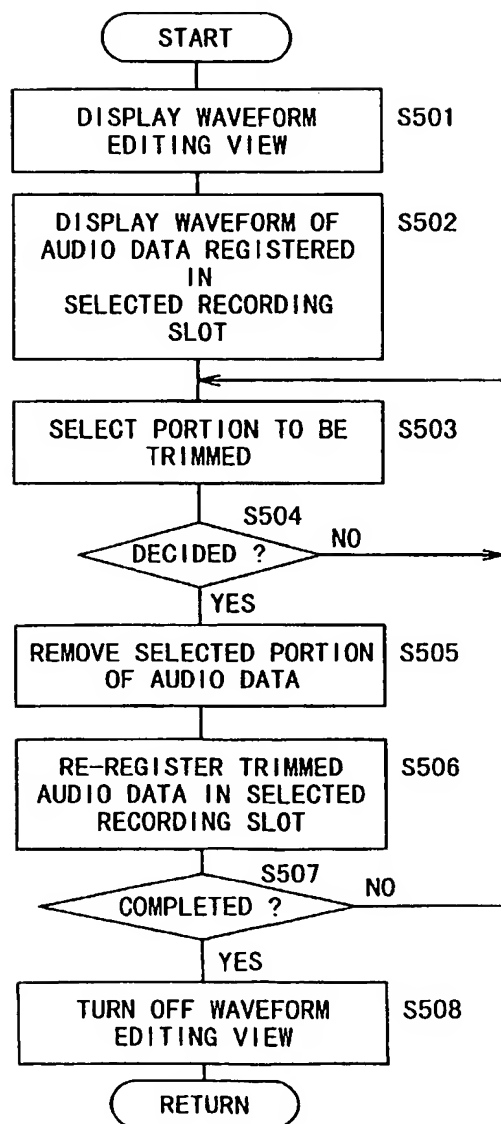 START
DISPLAY WAVEFORM
EDITING VIEW
S501
DISPLAY WAVEFORM OF
AUDIO DATA REGISTERED
IN
SELECTED RECORDING
SLOT
S502
SELECT PORTION TO BE
TRIMMED
S503
S504
DECIDED ?
NO
YES
REMOVE SELECTED PORTION
OF AUDIO DATA
S505
RE-REGISTER TRIMMED
AUDIO DATA IN SELECTED
RECORDING SLOT
S506
S507
COMPLETED ?
NO
YES
TURN OFF WAVEFORM
EDITING VIEW
S508
RETURN